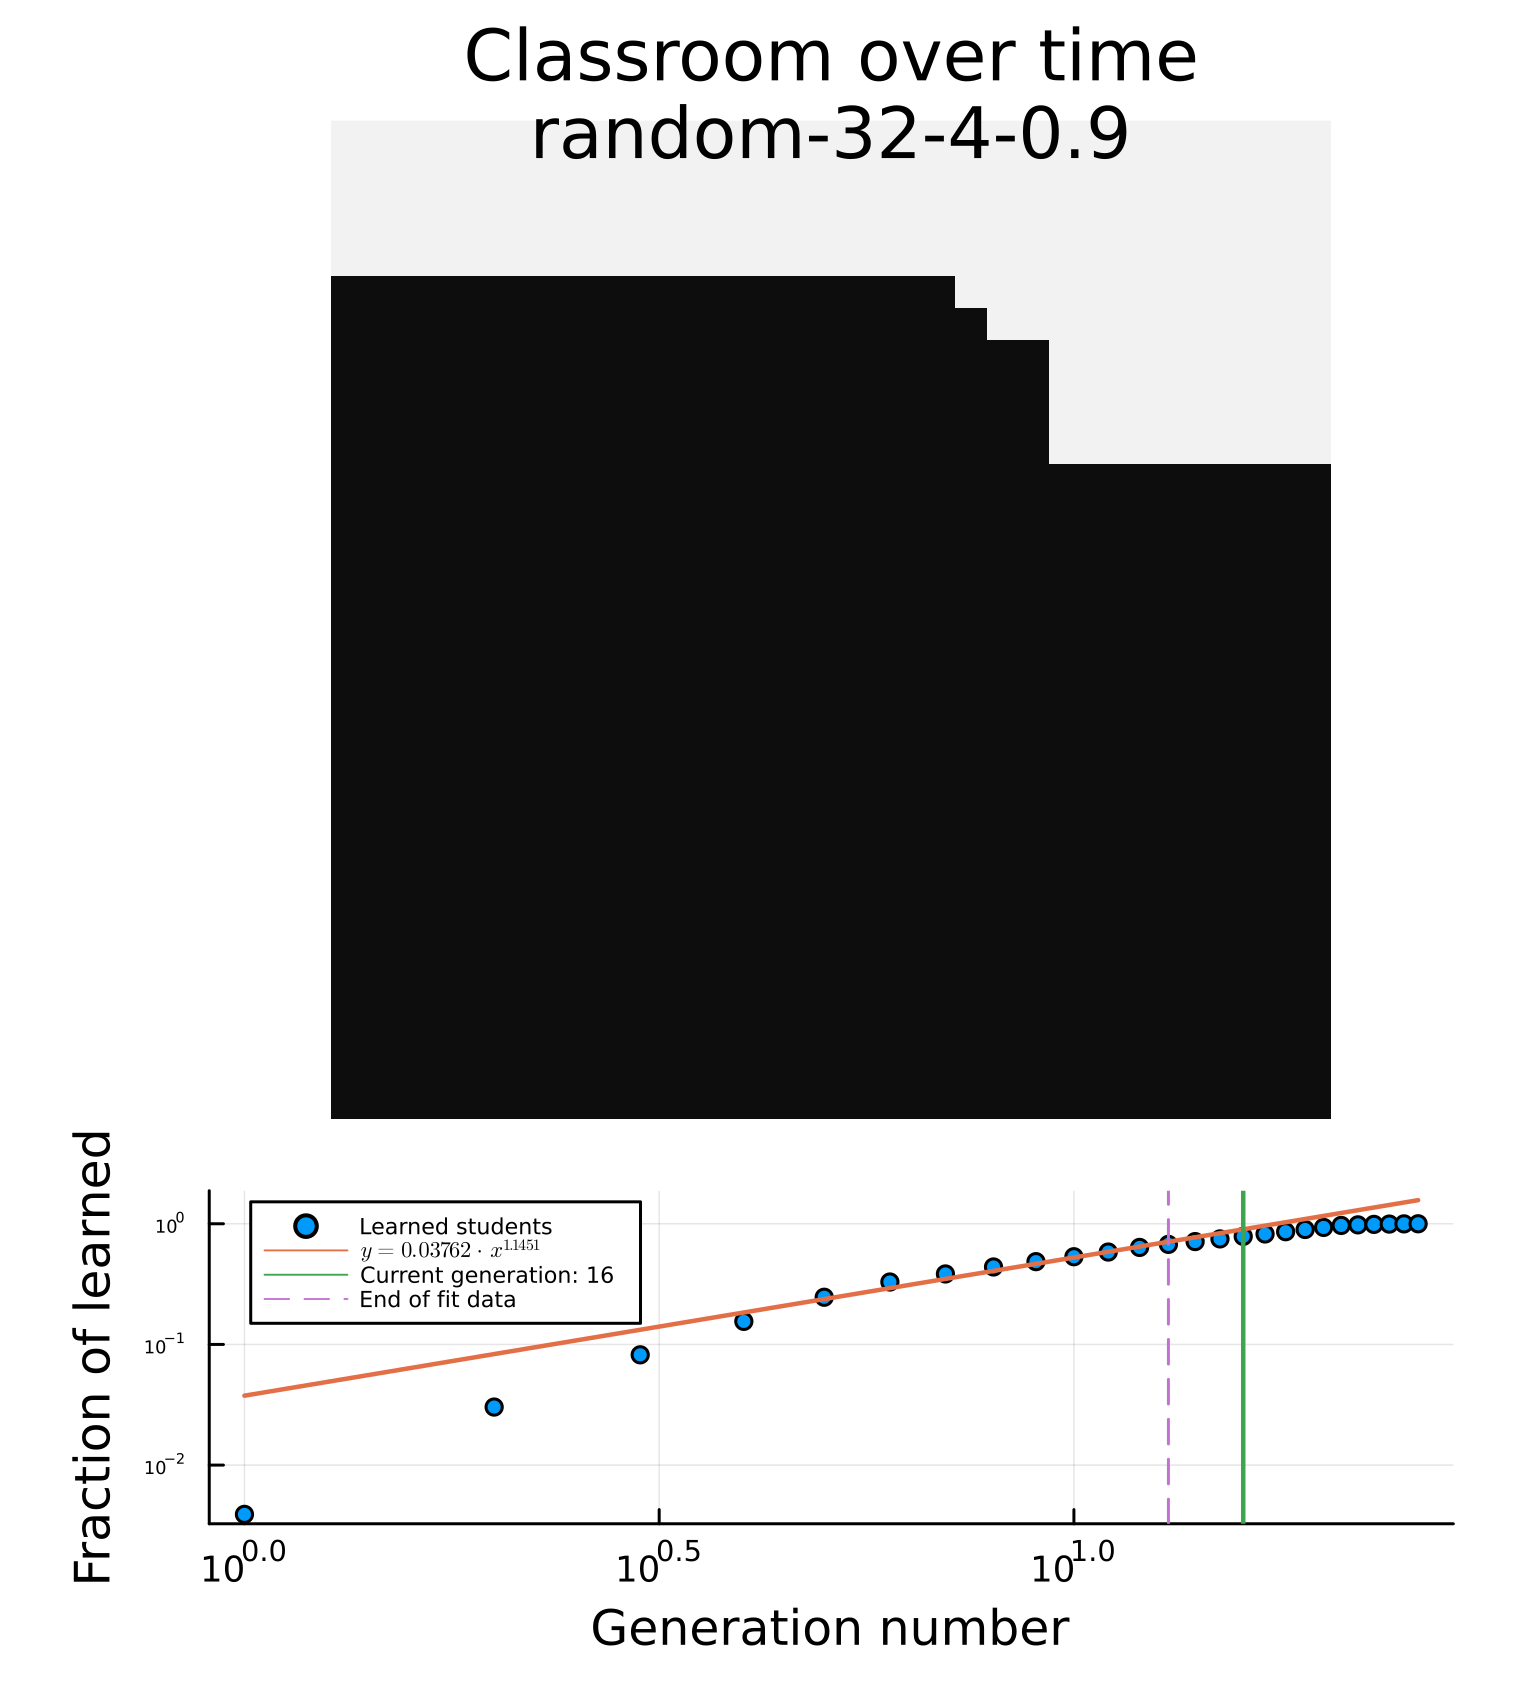 Classroom over time
random-32-4-0.9
Fraction of learned
10^0
10^−1
10^−2
Learned students
y = 0.03762 · x^1.1451
Current generation: 16
End of fit data
10^0.0
10^0.5
10^1.0
Generation number